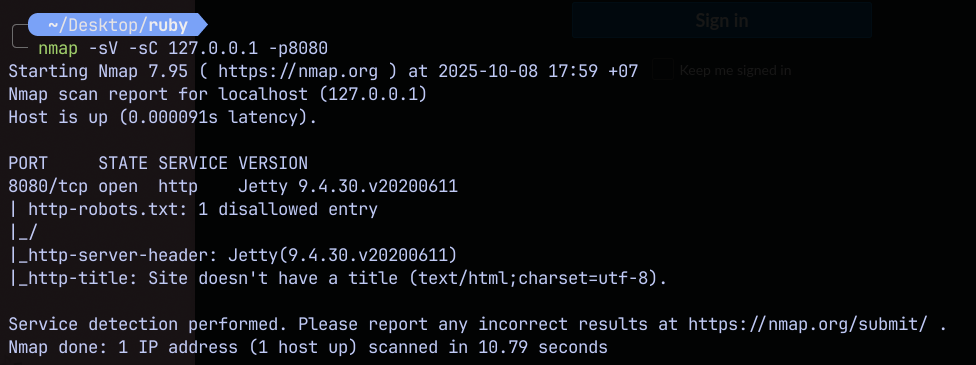 ~/Desktop/ruby
Sign in
nmap -sV -sC 127.0.0.1 -p8080
Starting Nmap 7.95 ( https://nmap.org ) at 2025-10-08 17:59 +07
Keep me signed in
Nmap scan report for localhost (127.0.0.1)
Host is up (0.000091s latency).
PORT     STATE SERVICE VERSION
8080/tcp open  http    Jetty 9.4.30.v20200611
| http-robots.txt: 1 disallowed entry
|_/
|_http-server-header: Jetty(9.4.30.v20200611)
|_http-title: Site doesn't have a title (text/html;charset=utf-8).
Service detection performed. Please report any incorrect results at https://nmap.org/submit/ .
Nmap done: 1 IP address (1 host up) scanned in 10.79 seconds